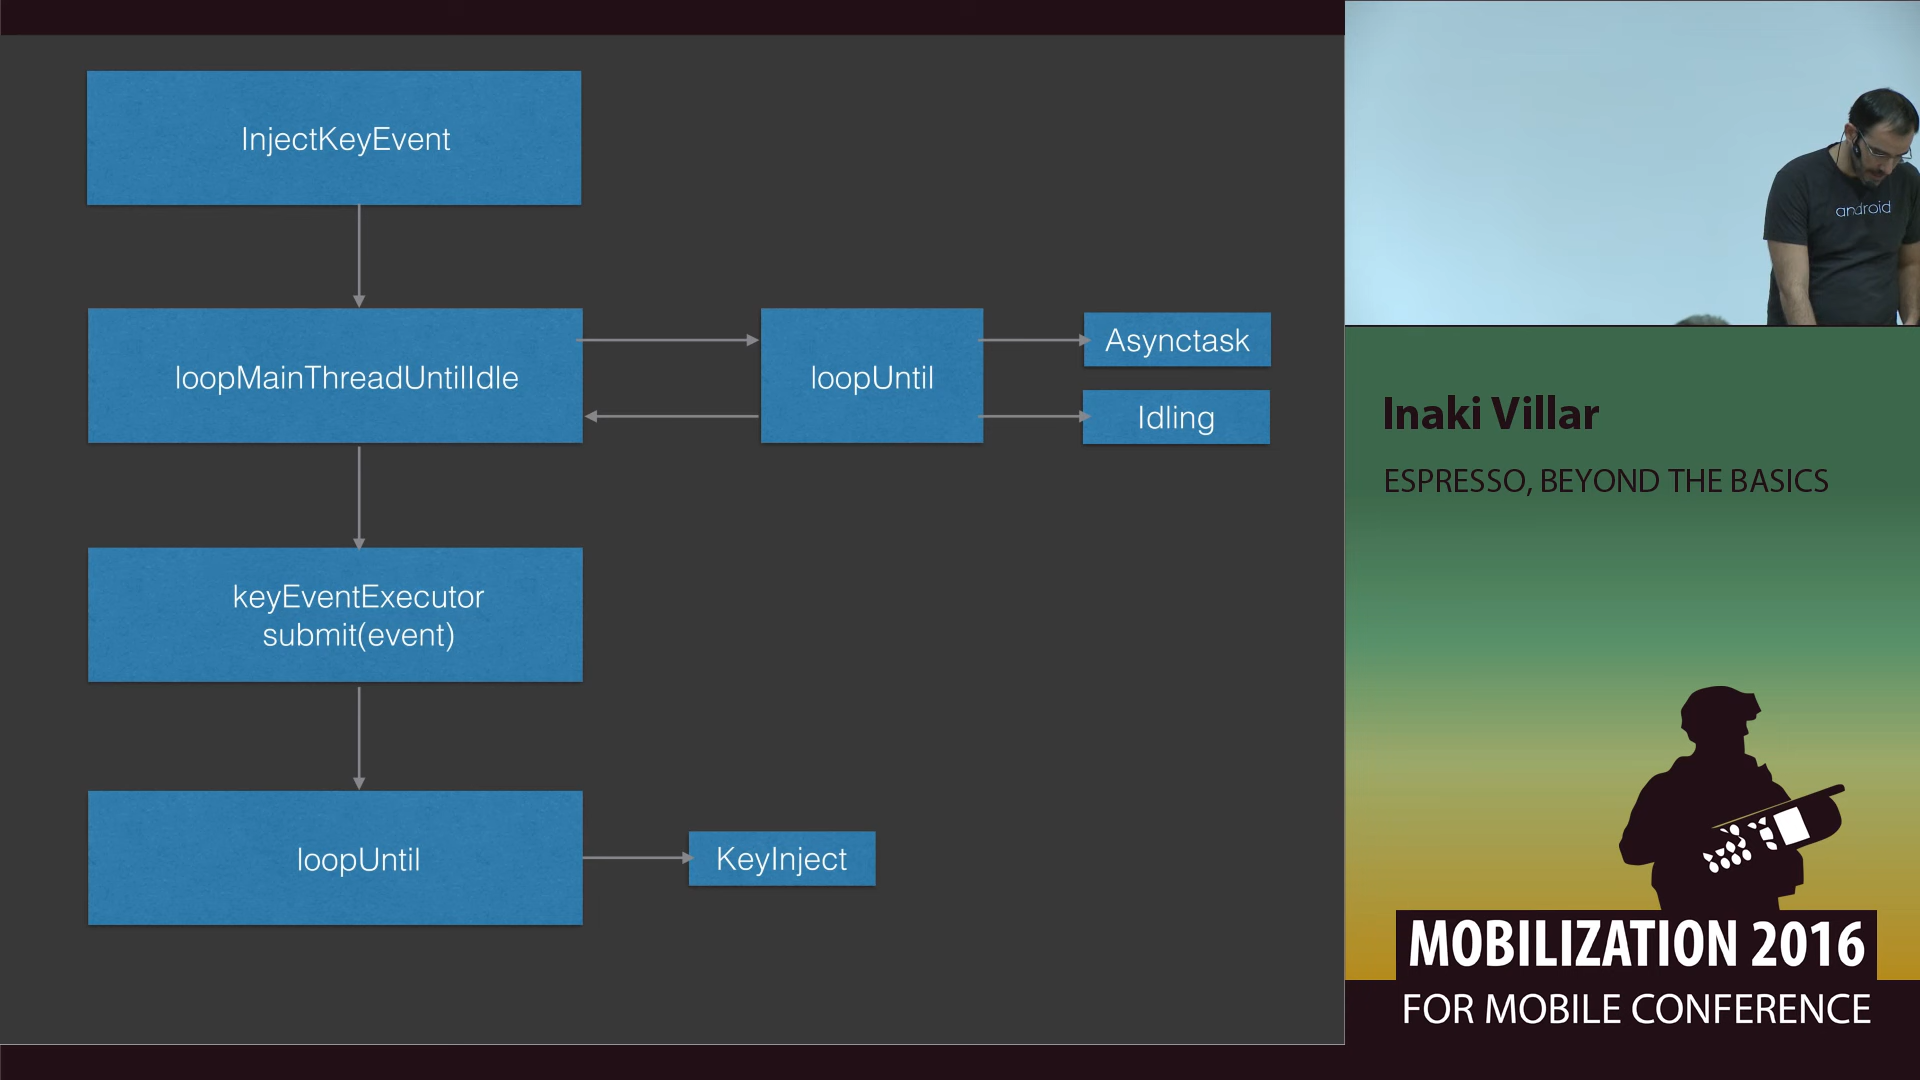 InjectKeyEvent
loopMainThreadUntilIdle
loopUntil
Asynctask
Idling
keyEventExecutor
submit(event)
loopUntil
KeyInject
android
Inaki Villar
ESPRESSO, BEYOND THE BASICS
MOBILIZATION 2016
FOR MOBILE CONFERENCE